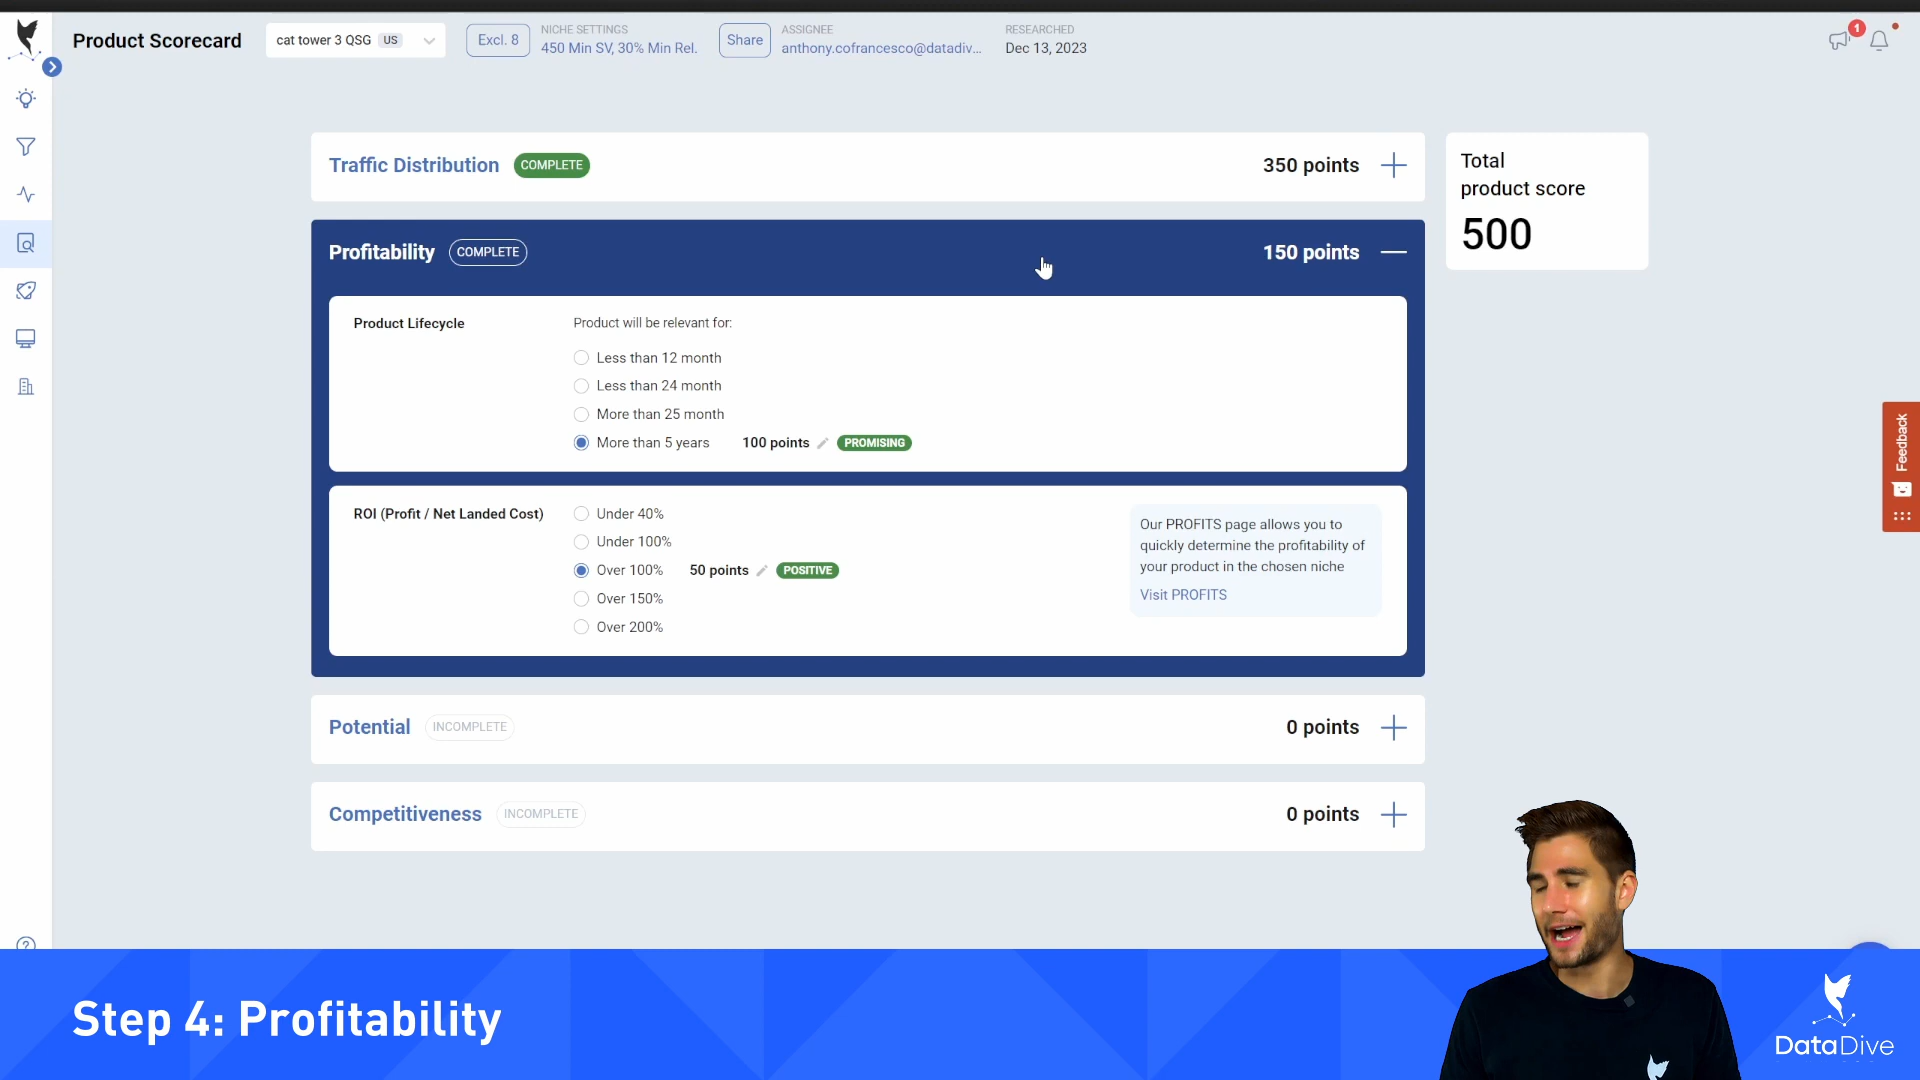 Product Scorecard
cat tower 3 QSG US
Excl. 8
NICHE SETTINGS
450 Min SV, 30% Min Rel.
Share
ASSIGNEE
anthony.cofrancesco@datadiv...
RESEARCHED
Dec 13, 2023
1
Traffic Distribution COMPLETE 350 points
Total
product score
500
Profitability COMPLETE 150 points
Product Lifecycle
Product will be relevant for:
Less than 12 month
Less than 24 month
More than 25 month
More than 5 years 100 points PROMISING
ROI (Profit / Net Landed Cost)
Under 40%
Under 100%
Over 100% 50 points POSITIVE
Over 150%
Over 200%
Our PROFITS page allows you to
quickly determine the profitability of
your product in the chosen niche
Visit PROFITS
Potential INCOMPLETE 0 points
Competitiveness INCOMPLETE 0 points
Feedback
Step 4: Profitability
DataDive